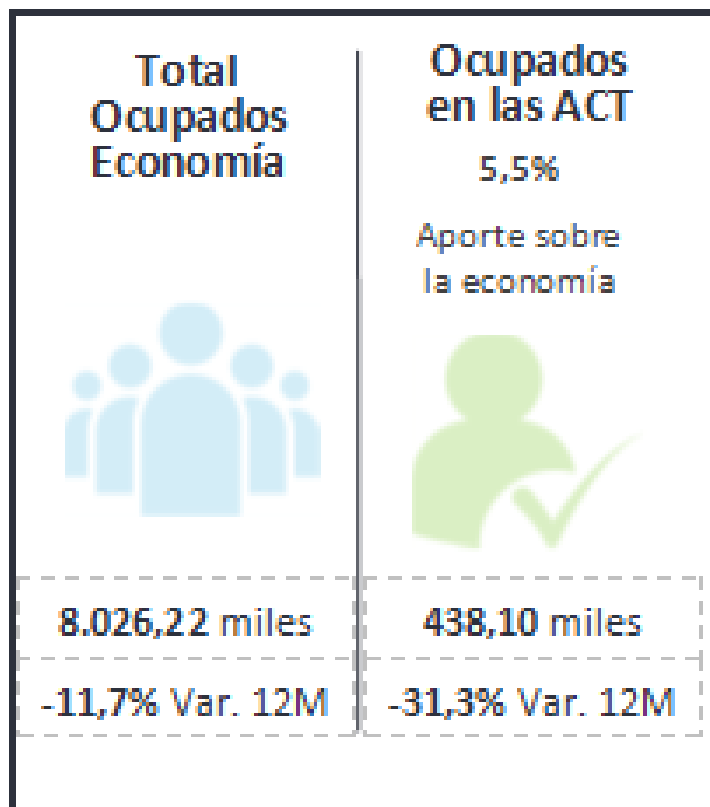 Total
Ocupados
Economía
8.026,22 miles
-11,7% Var. 12M
Ocupados
en las ACT
5,5%
Aporte sobre
la economía
438,10 miles
-31,3% Var. 12M